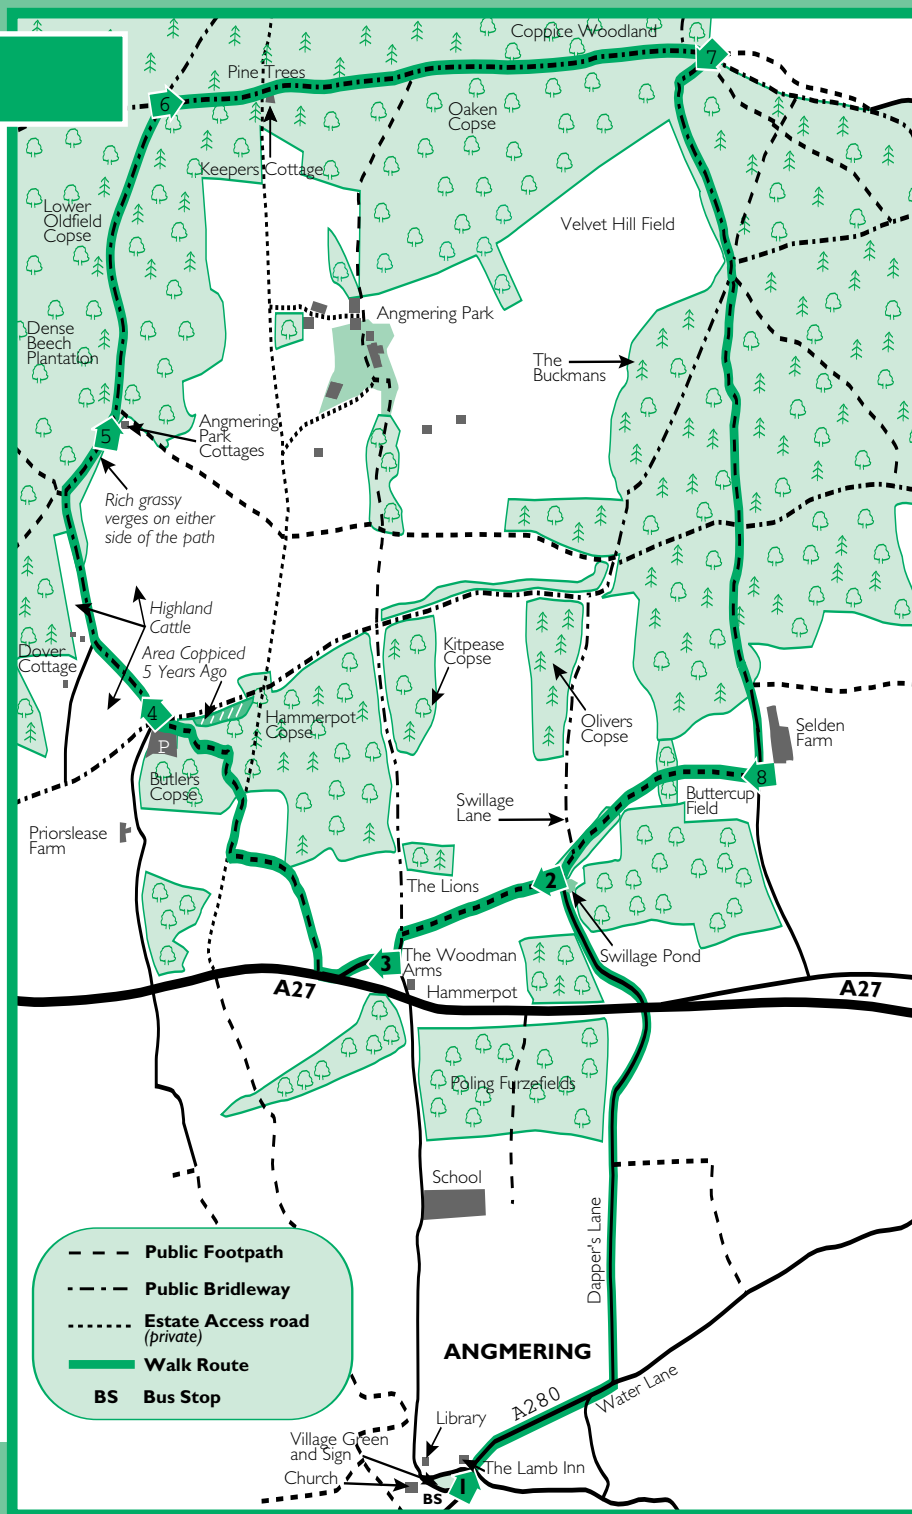 Coppice Woodland
7
Pine Trees
6
Oaken
Copse
Keepers Cottage
Lower
Oldfield
Copse
Velvet Hill Field
Angmering Park
Dense
Beech
Plantation
The
Buckmans
Angmering
Park
Cottages
5
Rich grassy
verges on either
side of the path
Highland
Cattle
Dover
Cottage
Area Coppiced
5 Years Ago
Kitpease
Copse
4
P
Hammerpot
Copse
Olivers
Copse
Selden
Farm
Butlers
Copse
8
Buttercup
Field
Swillage
Lane
Priorslease
Farm
The Lions
2
Swillage Pond
3
The Woodman
Arms
A27
Hammerpot
A27
Poling Furzefields
School
Dapper's Lane
Public Footpath
Public Bridleway
Estate Access road
(private)
Walk Route
BS Bus Stop
ANGMERING
A280
Water Lane
Library
Village Green
and Sign
Church
The Lamb Inn
1
BS